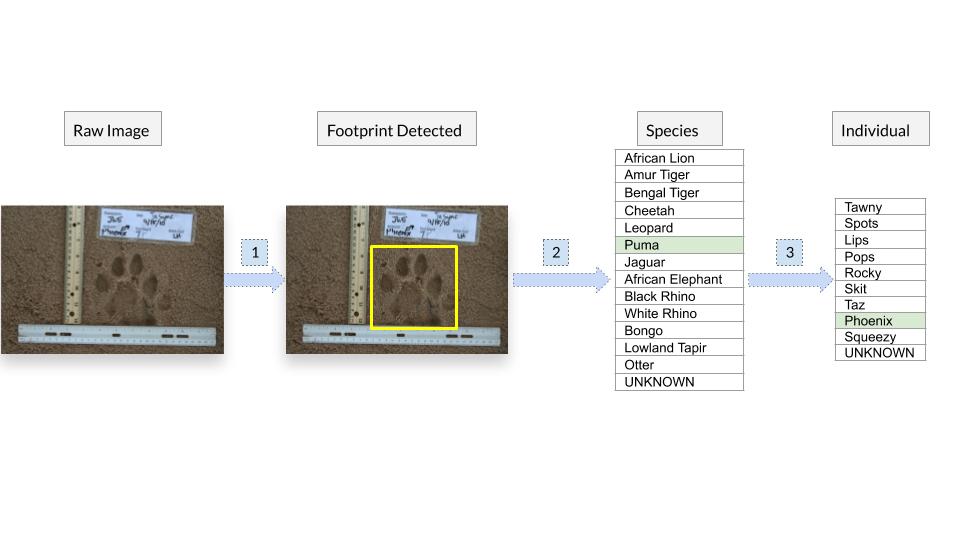 Raw Image
Footprint Detected
Species
Individual
1
2
3
African Lion
Amur Tiger
Bengal Tiger
Cheetah
Leopard
Puma
Jaguar
African Elephant
Black Rhino
White Rhino
Bongo
Lowland Tapir
Otter
UNKNOWN
Tawny
Spots
Lips
Pops
Rocky
Skit
Taz
Phoenix
Squeezy
UNKNOWN